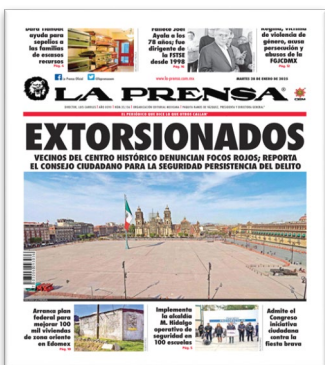 ayuda para
sepelios a
las familias
de escasos
recursos
Ayala a los
78 años; fue
dirigente de
la FSTSE
desde 1998
de violencia de
género, acusa
persecución y
abusos de la
FGJCDMX
www.la-prensa.com.mx
MARTES 28 DE ENERO DE 2025
LA PRENSA
EL PERIÓDICO QUE DICE LO QUE OTROS CALLAN
EXTORSIONADOS
VECINOS DEL CENTRO HISTÓRICO DENUNCIAN FOCOS ROJOS; REPORTA
EL CONSEJO CIUDADANO PARA LA SEGURIDAD PERSISTENCIA DEL DELITO
Arranca plan
federal para
mejorar 100
mil viviendas
de zona oriente
en Edomex
Implementa
la alcaldía
M. Hidalgo
operativo de
seguridad en
100 escuelas
Admite el
Congreso
iniciativa
ciudadana
contra la
fiesta brava